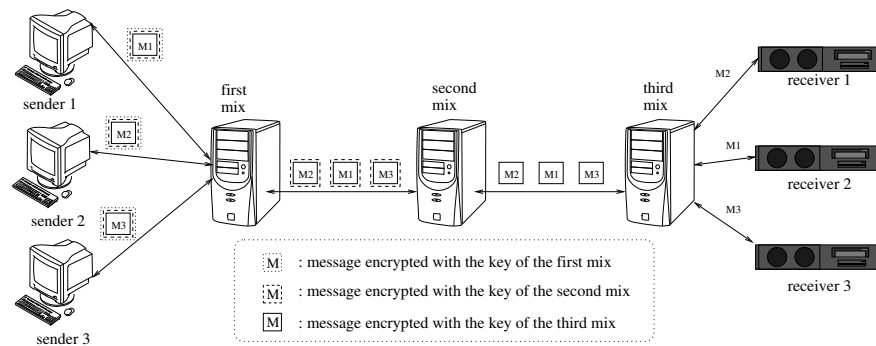 M1
sender 1
M2
sender 2
M3
sender 3
first
mix
M2 M1 M3
second
mix
M2 M1 M3
third
mix
M2
M1
M3
receiver 1
receiver 2
receiver 3
M : message encrypted with the key of the first mix
M : message encrypted with the key of the second mix
M : message encrypted with the key of the third mix